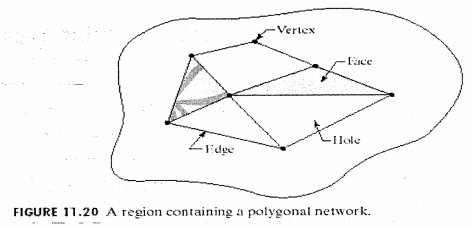 Vertex
Face
Hole
Edge
FIGURE 11.20 A region containing a polygonal network.